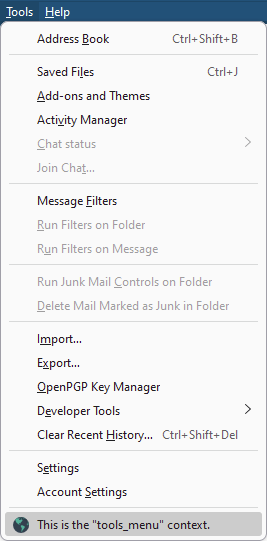 Tools Help
Address Book Ctrl+Shift+B
Saved Files Ctrl+J
Add-ons and Themes
Activity Manager
Chat status
Join Chat...
Message Filters
Run Filters on Folder
Run Filters on Message
Run Junk Mail Controls on Folder
Delete Mail Marked as Junk in Folder
Import...
Export...
OpenPGP Key Manager
Developer Tools
Clear Recent History... Ctrl+Shift+Del
Settings
Account Settings
This is the "tools_menu" context.